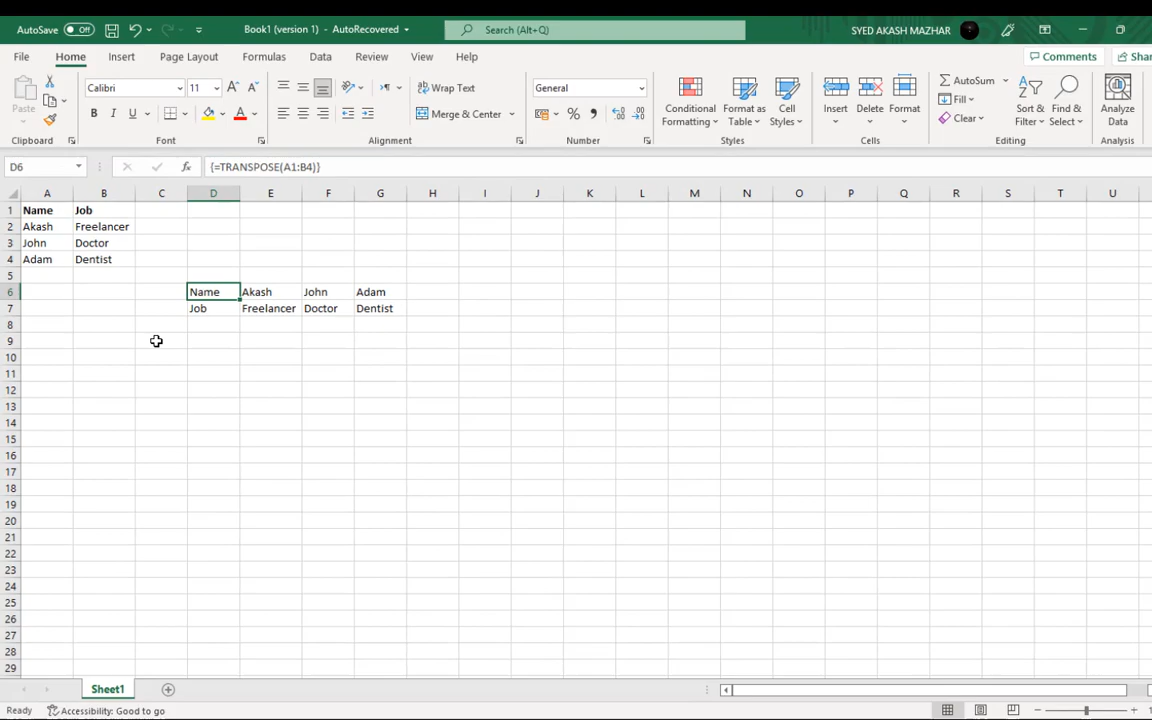 AutoSave Off Book1 (version 1) - AutoRecovered Search (Alt+Q) SYED AKASH MAZHAR
File Home Insert Page Layout Formulas Data Review View Help Comments Shar
Paste Calibri 11 Wrap Text General Conditional Formatting Format as Table Cell Styles Insert Delete Format AutoSum Sort & Filter Find & Select Analyze Data
B I U A Merge & Center % Fill Clear
Clipboard Font Alignment Number Styles Cells Editing Analysis
D6 fx {=TRANSPOSE(A1:B4)}
A B C D E F G H I J K L M N O P Q R S T U
1 Name Job
2 Akash Freelancer
3 John Doctor
4 Adam Dentist
5
6 Name Akash John Adam
7 Job Freelancer Doctor Dentist
8
9
10
11
12
13
14
15
16
17
18
19
20
21
22
23
24
25
26
27
28
29
Sheet1
Ready Accessibility: Good to go